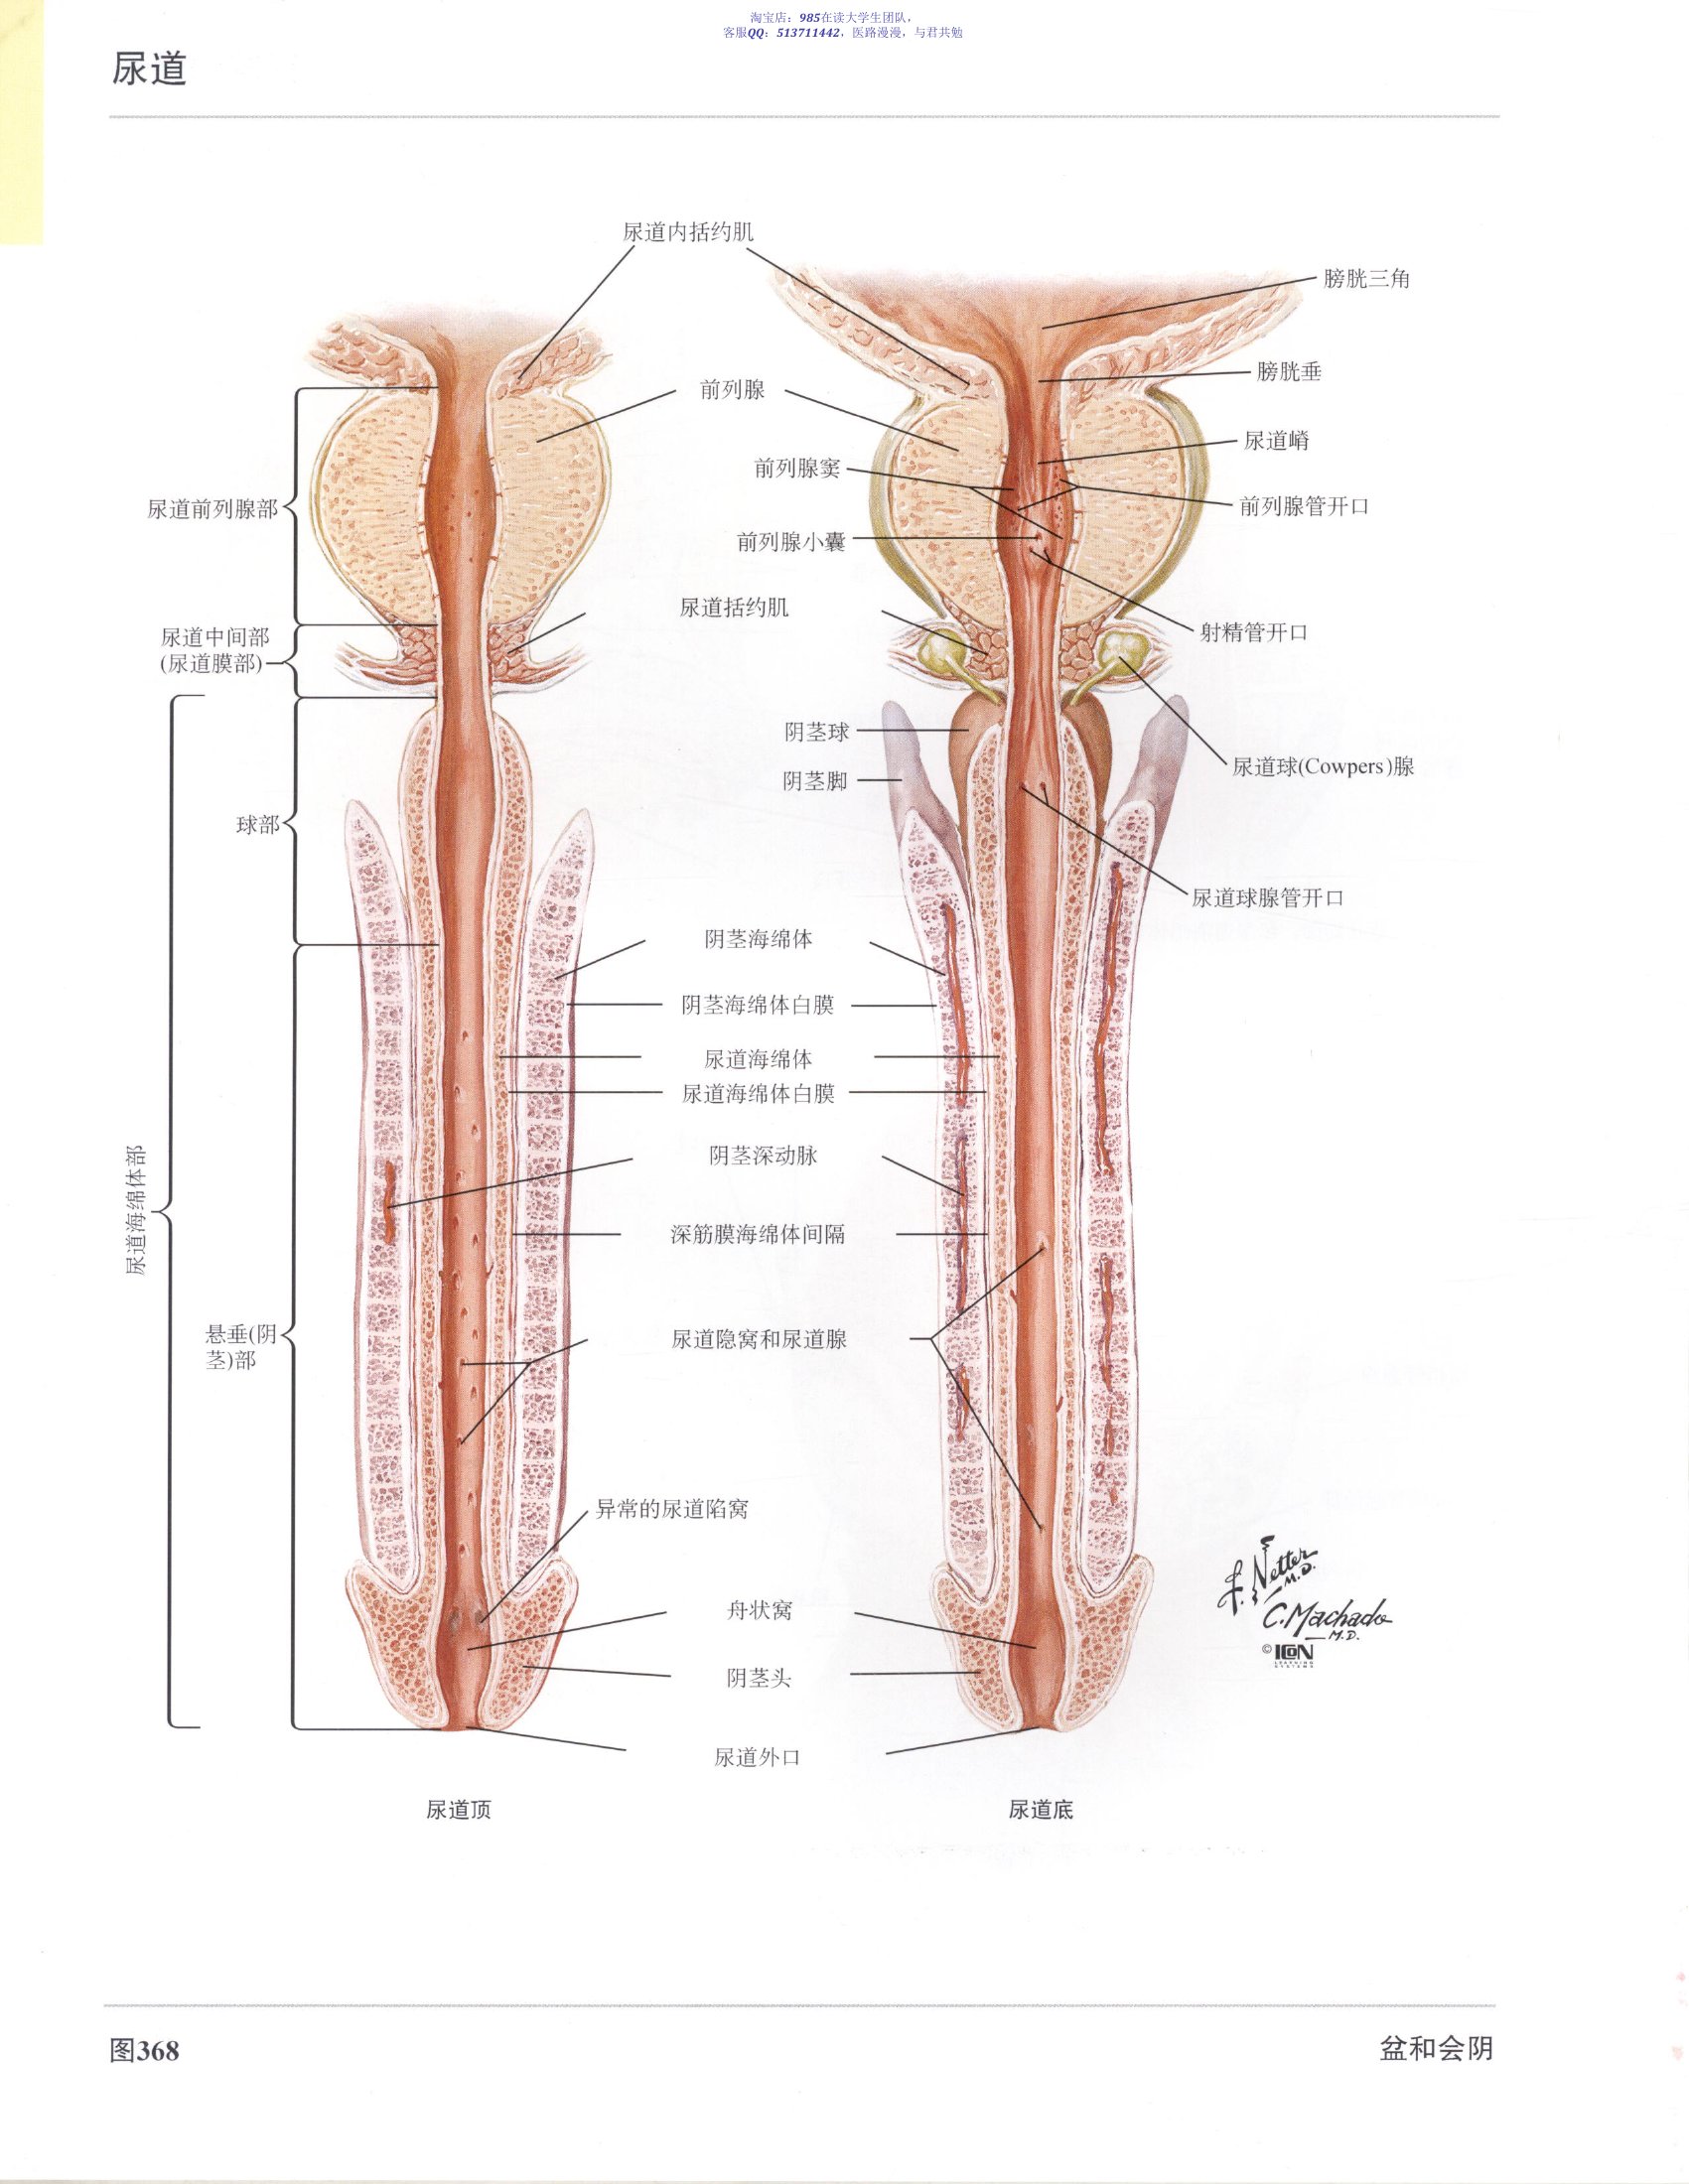 淘宝店：985在读大学生团队，
客服QQ：513711442，医路漫漫，与君共勉
尿道
尿道内括约肌
膀胱三角
膀胱垂
前列腺
尿道嵴
前列腺窦
前列腺管开口
尿道前列腺部
前列腺小囊
尿道括约肌
射精管开口
尿道中间部
(尿道膜部)
阴茎球
尿道球(Cowpers)腺
阴茎脚
球部
尿道球腺管开口
阴茎海绵体
阴茎海绵体白膜
尿道海绵体
尿道海绵体白膜
阴茎深动脉
尿道海绵体部
深筋膜海绵体间隔
悬垂(阴
茎)部
尿道隐窝和尿道腺
异常的尿道陷窝
舟状窝
阴茎头
尿道外口
F. Netter
M.D.
C. Machado
M.D.
© ICON
LEARNING
SYSTEMS
尿道顶
尿道底
图368
盆和会阴